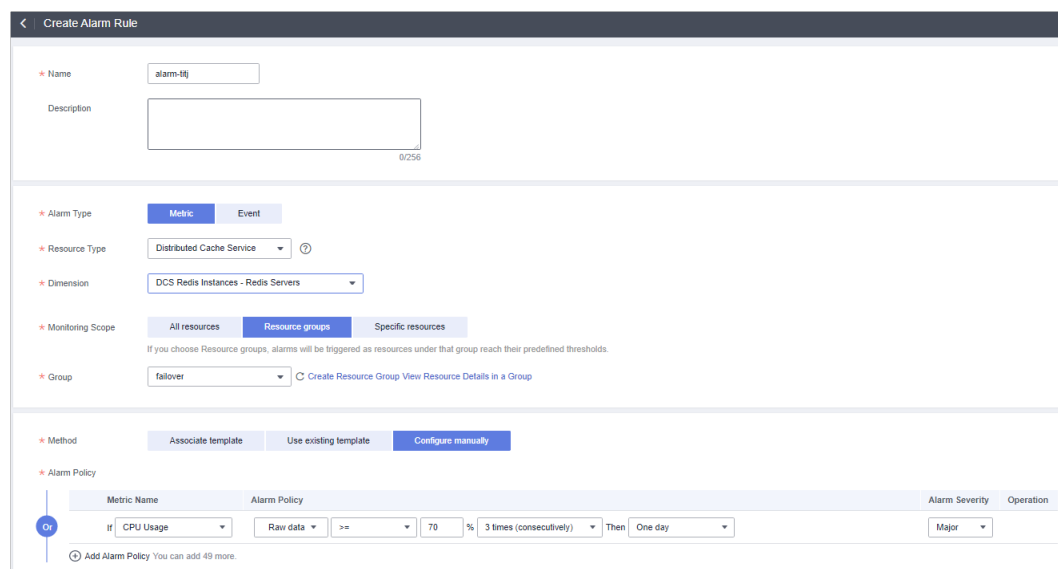 Create Alarm Rule
* Name alarm-titj
Description
0/256
* Alarm Type Metric Event
* Resource Type Distributed Cache Service ?
* Dimension DCS Redis Instances - Redis Servers
* Monitoring Scope All resources Resource groups Specific resources
If you choose Resource groups, alarms will be triggered as resources under that group reach their predefined thresholds.
* Group failover Create Resource Group View Resource Details in a Group
* Method Associate template Use existing template Configure manually
* Alarm Policy
Metric Name Alarm Policy Alarm Severity Operation
Or If CPU Usage Raw data >= 70 % 3 times (consecutively) Then One day Major
Add Alarm Policy You can add 49 more.